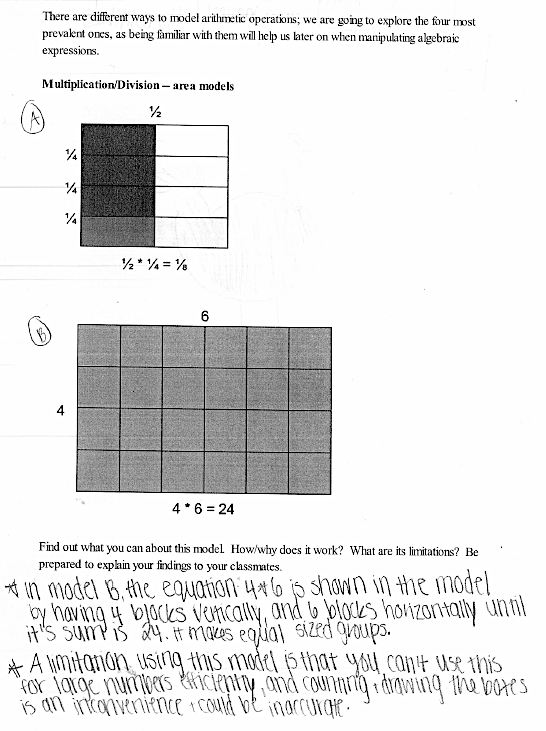 There are different ways to model arithmetic operations; we are going to explore the four most
prevalent ones, as being familiar with them will help us later on when manipulating algebraic
expressions.
Multiplication/Division – area models
A
½
¼
¼
¼
½ * ¼ = ⅛
B
6
4
4 * 6 = 24
Find out what you can about this model. How/why does it work? What are its limitations? Be
prepared to explain your findings to your classmates.
* in model B, the equation 4*6 is shown in the model
by having 4 blocks vertically, and 6 blocks horizontally until
it's sum is 24. it makes equal sized groups.
* A limitation using this model is that you can't use this
for large numbers efficiently, and counting + drawing the boxes
is an inconvenience + could be inaccurate.